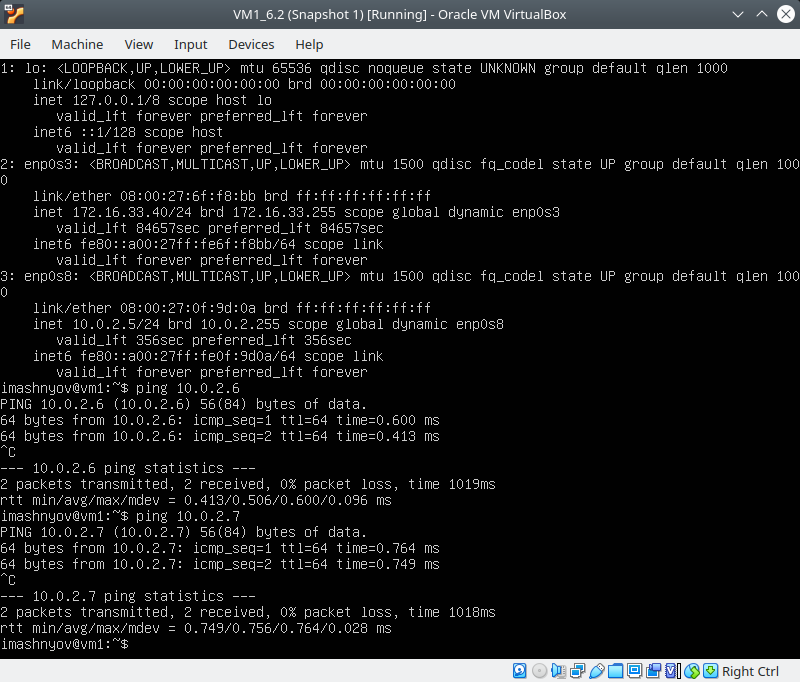 VM1_6.2 (Snapshot 1) [Running] - Oracle VM VirtualBox
File Machine View Input Devices Help
1: lo: <LOOPBACK,UP,LOWER_UP> mtu 65536 qdisc noqueue state UNKNOWN group default qlen 1000
    link/loopback 00:00:00:00:00:00 brd 00:00:00:00:00:00
    inet 127.0.0.1/8 scope host lo
       valid_lft forever preferred_lft forever
    inet6 ::1/128 scope host
       valid_lft forever preferred_lft forever
2: enp0s3: <BROADCAST,MULTICAST,UP,LOWER_UP> mtu 1500 qdisc fq_codel state UP group default qlen 100
0
    link/ether 08:00:27:6f:f8:bb brd ff:ff:ff:ff:ff:ff
    inet 172.16.33.40/24 brd 172.16.33.255 scope global dynamic enp0s3
       valid_lft 84657sec preferred_lft 84657sec
    inet6 fe80::a00:27ff:fe6f:f8bb/64 scope link
       valid_lft forever preferred_lft forever
3: enp0s8: <BROADCAST,MULTICAST,UP,LOWER_UP> mtu 1500 qdisc fq_codel state UP group default qlen 100
0
    link/ether 08:00:27:0f:9d:0a brd ff:ff:ff:ff:ff:ff
    inet 10.0.2.5/24 brd 10.0.2.255 scope global dynamic enp0s8
       valid_lft 356sec preferred_lft 356sec
    inet6 fe80::a00:27ff:fe0f:9d0a/64 scope link
       valid_lft forever preferred_lft forever
imashnyov@vm1:~$ ping 10.0.2.6
PING 10.0.2.6 (10.0.2.6) 56(84) bytes of data.
64 bytes from 10.0.2.6: icmp_seq=1 ttl=64 time=0.600 ms
64 bytes from 10.0.2.6: icmp_seq=2 ttl=64 time=0.413 ms
^C
--- 10.0.2.6 ping statistics ---
2 packets transmitted, 2 received, 0% packet loss, time 1019ms
rtt min/avg/max/mdev = 0.413/0.506/0.600/0.096 ms
imashnyov@vm1:~$ ping 10.0.2.7
PING 10.0.2.7 (10.0.2.7) 56(84) bytes of data.
64 bytes from 10.0.2.7: icmp_seq=1 ttl=64 time=0.764 ms
64 bytes from 10.0.2.7: icmp_seq=2 ttl=64 time=0.749 ms
^C
--- 10.0.2.7 ping statistics ---
2 packets transmitted, 2 received, 0% packet loss, time 1018ms
rtt min/avg/max/mdev = 0.749/0.756/0.764/0.028 ms
imashnyov@vm1:~$
Right Ctrl